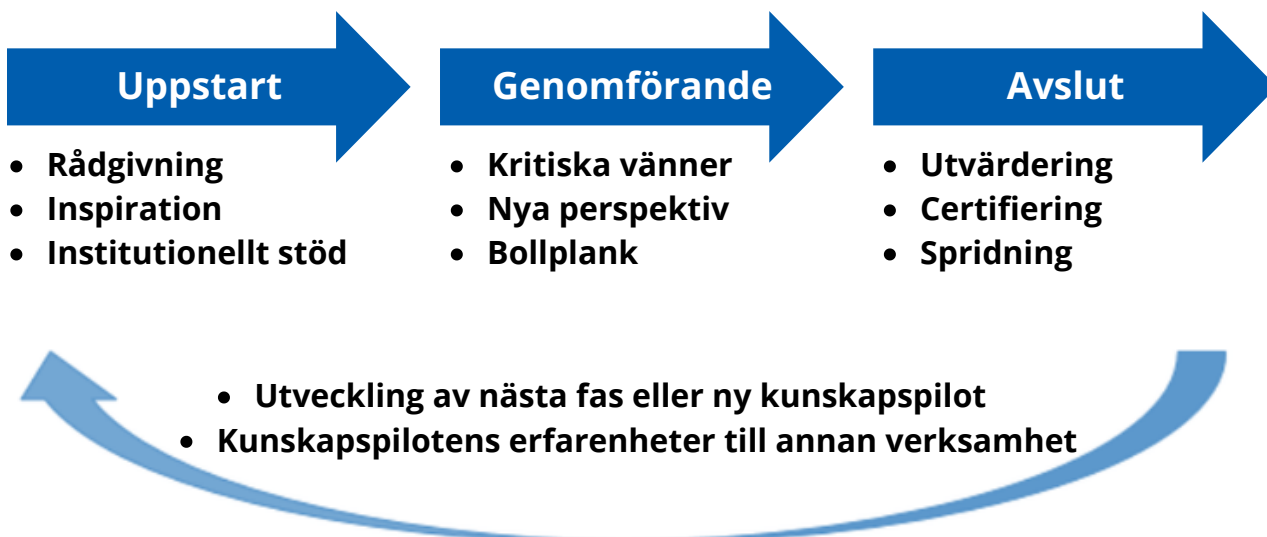 Uppstart
• Rådgivning
• Inspiration
• Institutionellt stöd
Genomförande
• Kritiska vänner
• Nya perspektiv
• Bollplank
Avslut
• Utvärdering
• Certifiering
• Spridning
• Utveckling av nästa fas eller ny kunskapspilot
• Kunskapspilotens erfarenheter till annan verksamhet